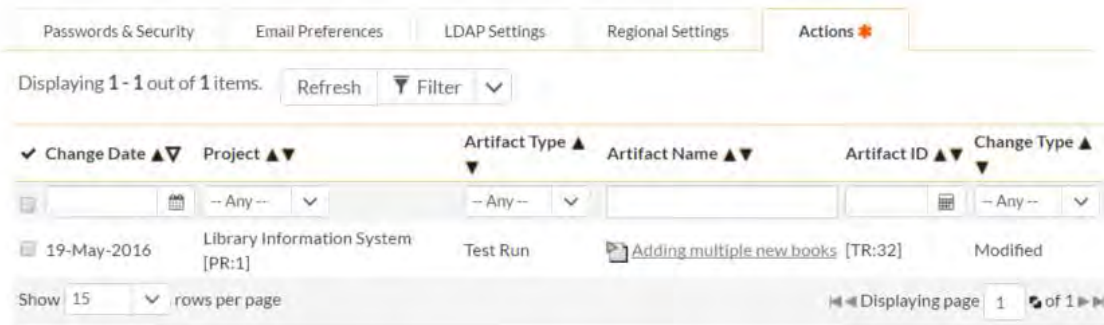 Passwords & Security Email Preferences LDAP Settings Regional Settings Actions
Displaying 1 - 1 out of 1 items. Refresh Filter
Change Date Project Artifact Type Artifact Name Artifact ID Change Type
-- Any -- -- Any -- -- Any --
19-May-2016 Library Information System [PR:1] Test Run Adding multiple new books [TR:32] Modified
Show 15 rows per page Displaying page 1 of 1